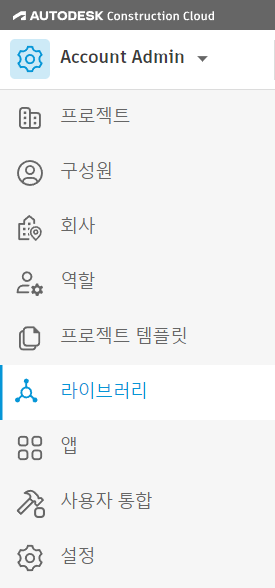 AUTODESK Construction Cloud
Account Admin
프로젝트
구성원
회사
역할
프로젝트 템플릿
라이브러리
앱
사용자 통합
설정